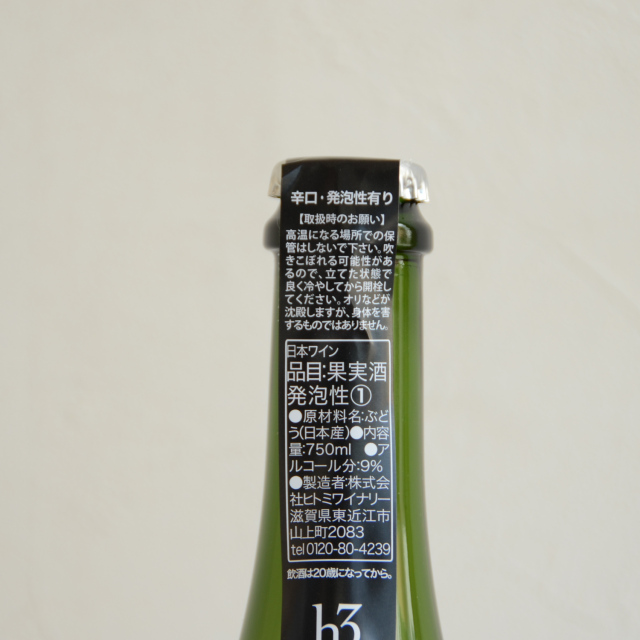 辛口・発泡性有り
【取扱時のお願い】
高温になる場所での保
管はしないで下さい。吹
きこぼれる可能性があ
るので、立てた状態で
良く冷やしてから開栓し
てください。オリなどが
沈殿しますが、身体を害
するものではありません。
日本ワイン
品目:果実酒
発泡性①
●原材料名:ぶど
う(日本産)●内容
量:750ml ●ア
ルコール分:9%
●製造者:株式会
社ヒトミワイナリー
滋賀県東近江市
山上町2083
tel0120-80-4239
飲酒は20歳になってから。
h3